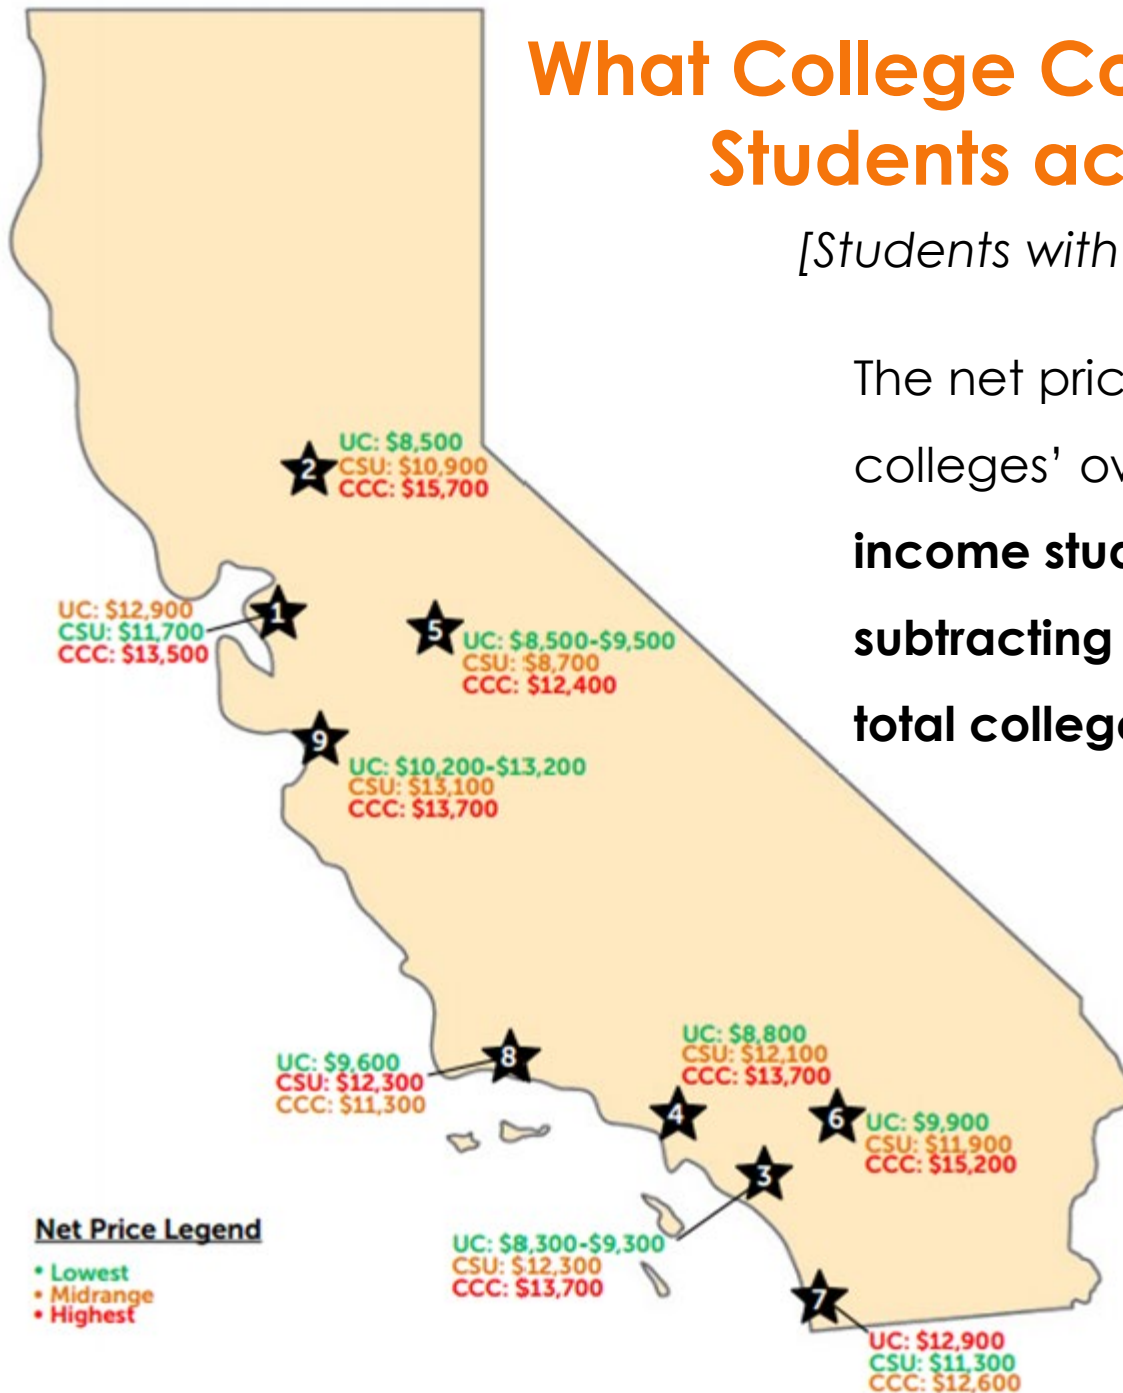 What College Co
Students ac
[Students with
The net pric
colleges' ov
income stud
subtracting
total colleg
2
UC: $8,500
CSU: $10,900
CCC: $15,700
1
UC: $12,900
CSU: $11,700
CCC: $13,500
5
UC: $8,500-$9,500
CSU: $8,700
CCC: $12,400
9
UC: $10,200-$13,200
CSU: $13,100
CCC: $13,700
8
UC: $9,600
CSU: $12,300
CCC: $11,300
4
UC: $8,800
CSU: $12,100
CCC: $13,700
6
UC: $9,900
CSU: $11,900
CCC: $15,200
3
UC: $8,300-$9,300
CSU: $12,300
CCC: $13,700
7
UC: $12,900
CSU: $11,300
CCC: $12,600
Net Price Legend
• Lowest
• Midrange
• Highest